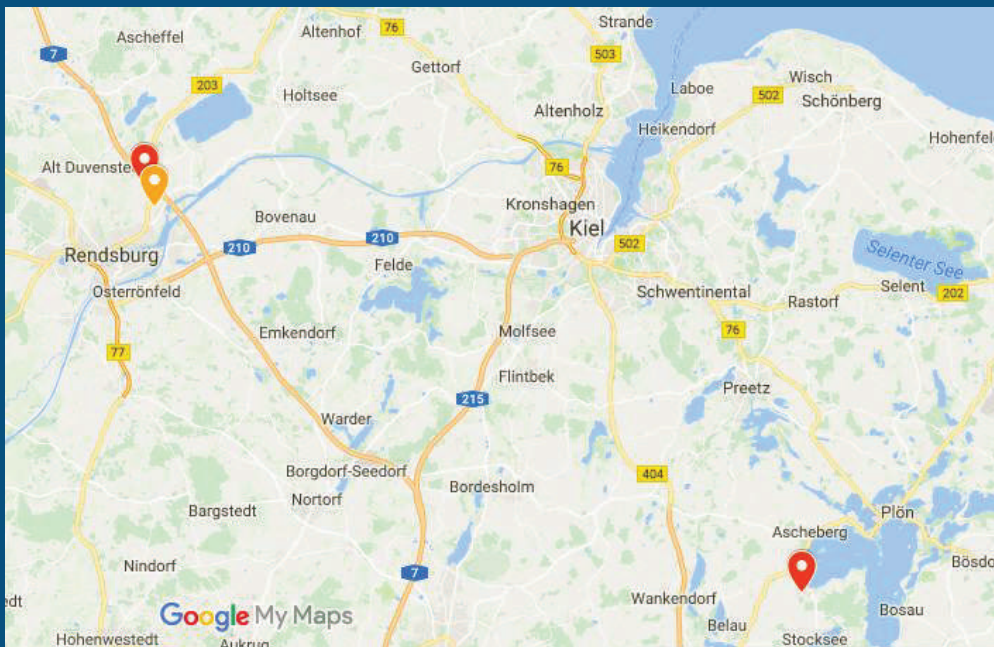 Strande
Altenhof
76
Ascheffel
7
503
Gettorf
Wisch
203
Laboe
502
Holtsee
Schönberg
Altenholz
Heikendorf
Hohenfel
Alt Duvenste
76
Kronshagen
Bovenau
Kiel
210
502
210
Rendsburg
Selenter See
Felde
Osterrönfeld
Schwentinental
Selent
202
Rastorf
Emkendorf
Molfsee
76
77
Flintbek
Preetz
215
Warder
Borgdorf-Seedorf
404
Nortorf
Bordesholm
Bargstedt
Plön
Ascheberg
Nindorf
7
Bösdo
edt
Wankendorf
Bosau
Google My Maps
Belau
Hohenwestedt
Aukrug
Stocksee